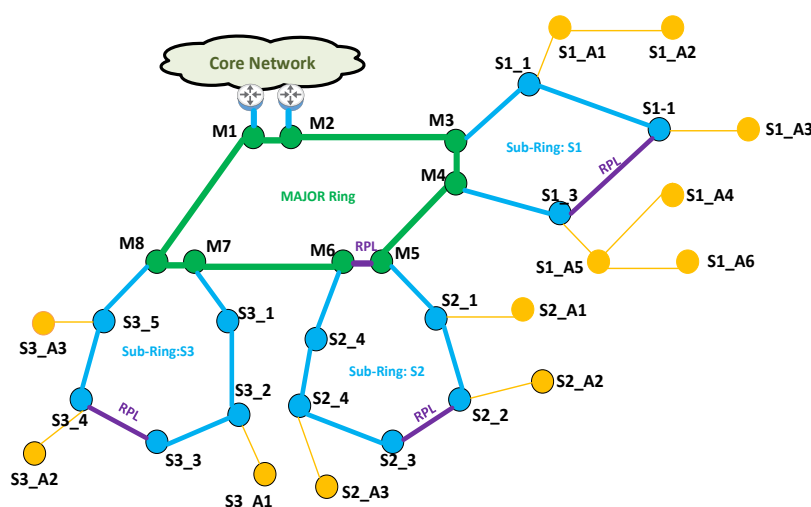 S1_A1
S1_A2
Core Network
S1_1
S1-1
M1
M2
M3
S1_A3
Sub-Ring: S1
RPL
M4
MAJOR Ring
S1_3
S1_A4
M8
M7
M6
RPL
M5
S1_A5
S1_A6
S3_5
S3_1
S2_1
S2_A1
S3_A3
Sub-Ring:S3
S2_4
Sub-Ring: S2
S2_A2
S3_2
S2_4
RPL
S2_2
S3_4
RPL
S3_3
S2_3
S3_A2
S3_A1
S2_A3